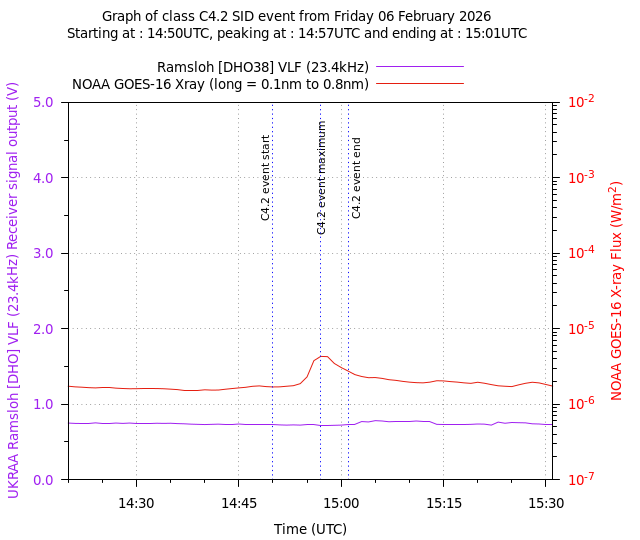 Graph of class C4.2 SID event from Friday 06 February 2026
Starting at : 14:50UTC, peaking at : 14:57UTC and ending at : 15:01UTC
Ramsloh [DHO38] VLF (23.4kHz)
NOAA GOES-16 Xray (long = 0.1nm to 0.8nm)
UKRAA Ramsloh [DHO] VLF (23.4kHz) Receiver signal output (V)
5.0
4.0
3.0
2.0
1.0
0.0
C4.2 event start
C4.2 event maximum
C4.2 event end
10-2
10-3
10-4
10-5
10-6
10-7
NOAA GOES-16 X-ray Flux (W/m2)
14:30
14:45
15:00
15:15
15:30
Time (UTC)